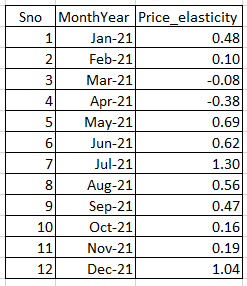 Sno MonthYear Price_elasticity
1 Jan-21 0.48
2 Feb-21 0.10
3 Mar-21 -0.08
4 Apr-21 -0.38
5 May-21 0.69
6 Jun-21 0.62
7 Jul-21 1.30
8 Aug-21 0.56
9 Sep-21 0.47
10 Oct-21 0.16
11 Nov-21 0.19
12 Dec-21 1.04